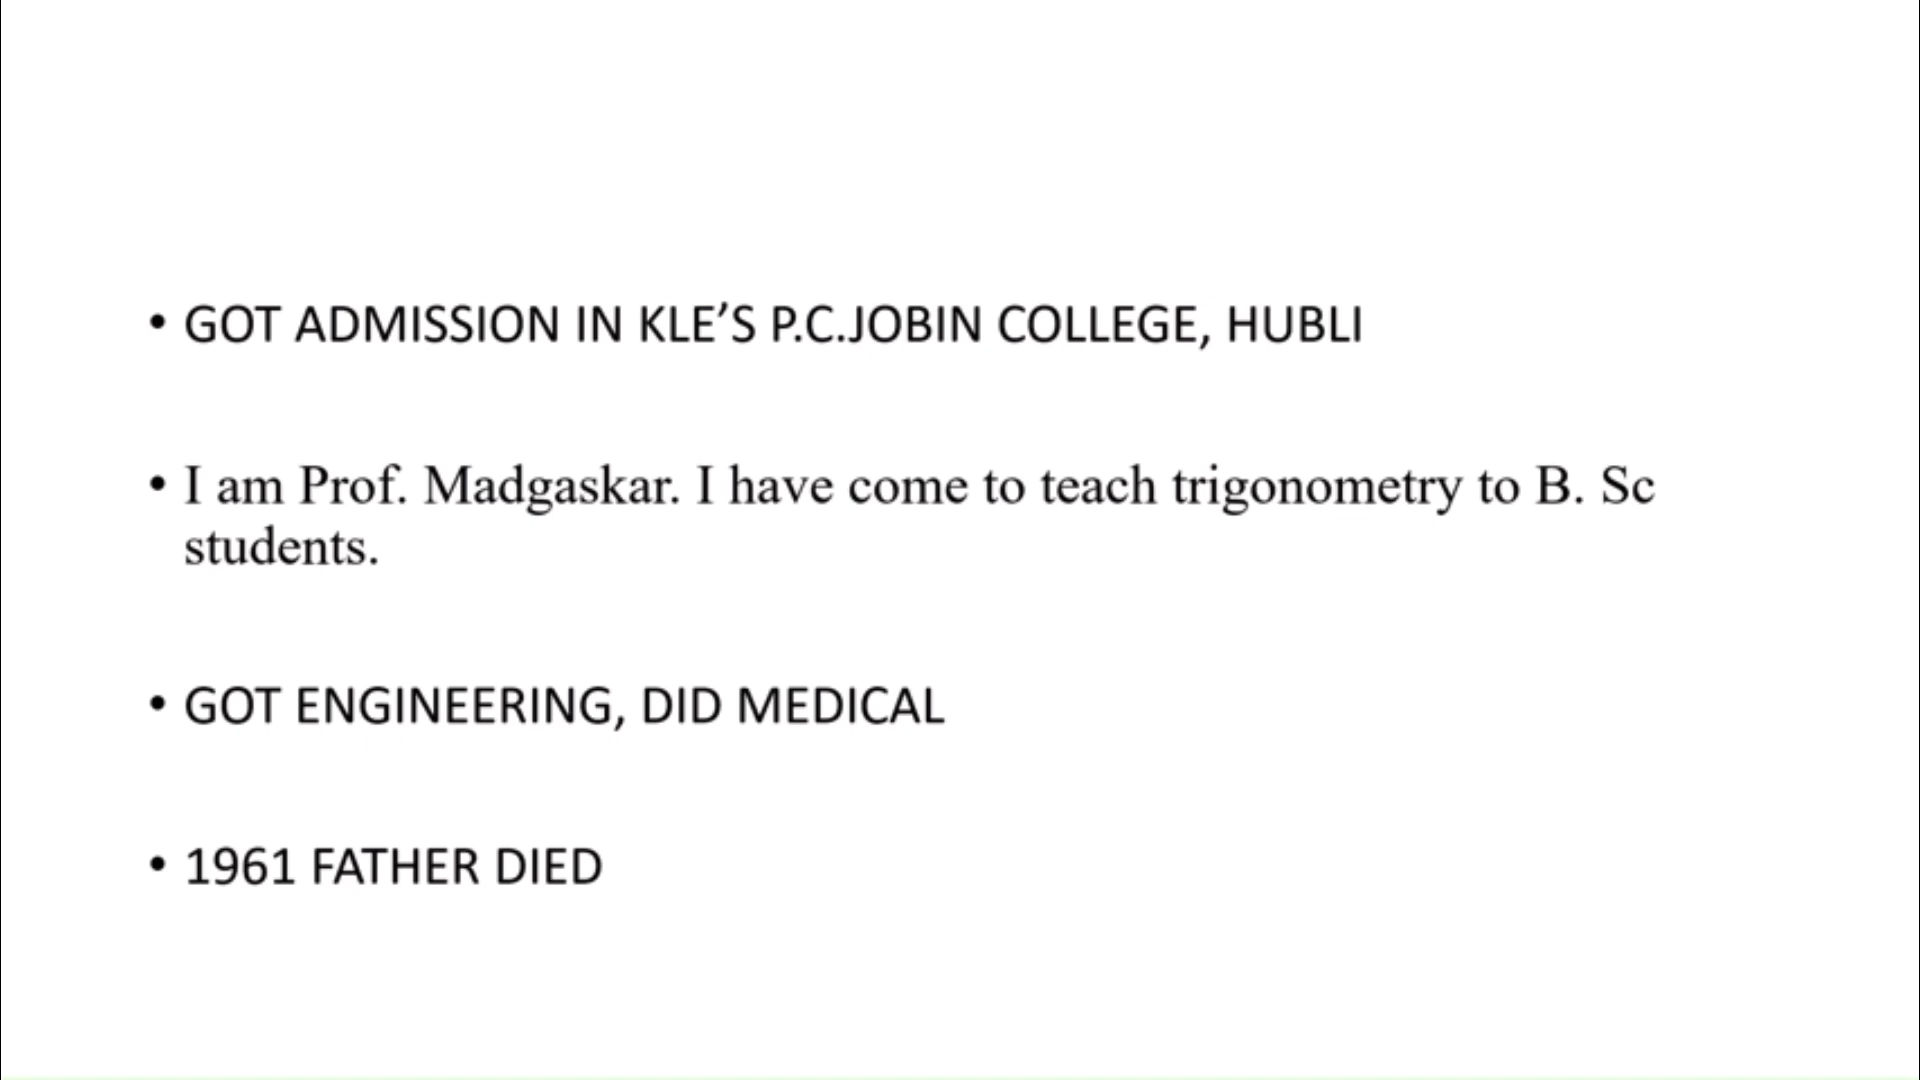 • GOT ADMISSION IN KLE’S P.C.JOBIN COLLEGE, HUBLI
• I am Prof. Madgaskar. I have come to teach trigonometry to B. Sc
students.
• GOT ENGINEERING, DID MEDICAL
• 1961 FATHER DIED